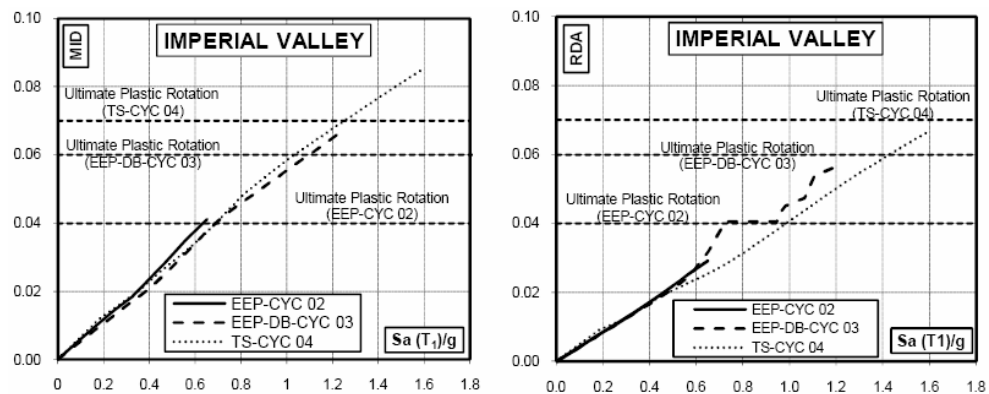 0.10
MID
IMPERIAL VALLEY
0.08
Ultimate Plastic Rotation
(TS-CYC 04)
Ultimate Plastic Rotation
(EEP-DB-CYC 03)
0.06
Ultimate Plastic Rotation
(EEP-CYC 02)
0.04
0.02
EEP-CYC 02
EEP-DB-CYC 03
TS-CYC 04
Sa (T1)/g
0.00
0 0.2 0.4 0.6 0.8 1 1.2 1.4 1.6 1.8
0.10
RDA
IMPERIAL VALLEY
0.08
Ultimate Plastic Rotation
(TS-CYC 04)
Ultimate Plastic Rotation
(EEP-DB-CYC 03)
0.06
Ultimate Plastic Rotation
(EEP-CYC 02)
0.04
0.02
EEP-CYC 02
EEP-DB-CYC 03
TS-CYC 04
Sa (T1)/g
0.00
0.0 0.2 0.4 0.6 0.8 1.0 1.2 1.4 1.6 1.8